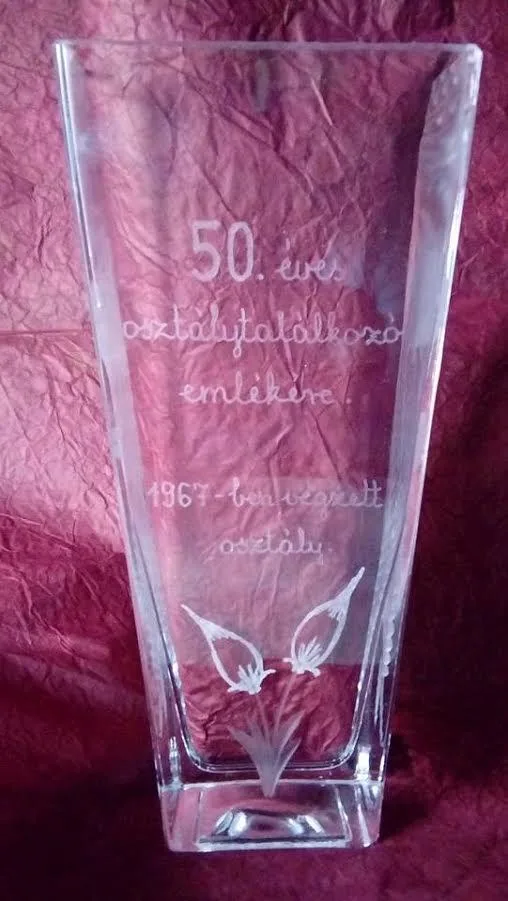 50. éves
osztálytalálkozó
emlékére.
1967-ben végzett
osztály.